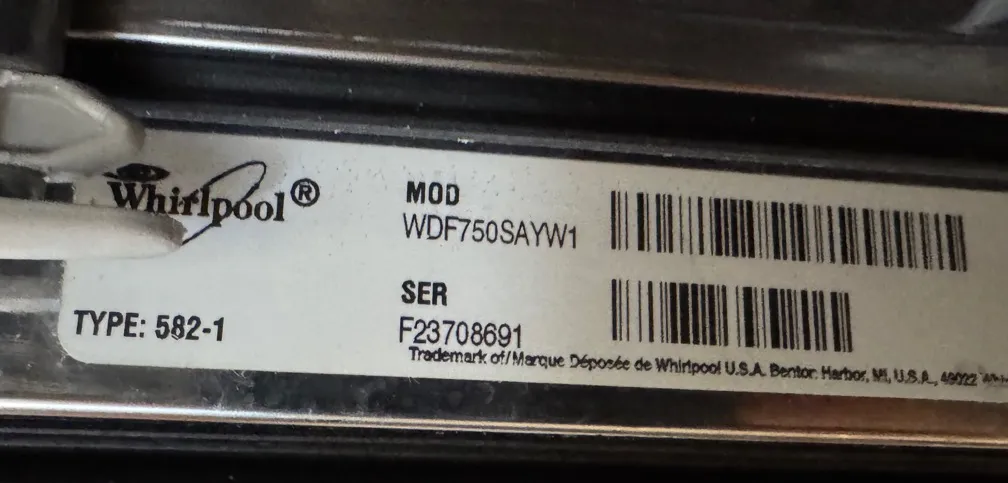 Whirlpool®
MOD
WDF750SAYW1
SER
F23708691
TYPE: 582-1
Trademark of/Marque Déposée de Whirlpool U.S.A. Benton Harbor, MI, U.S.A., 49022